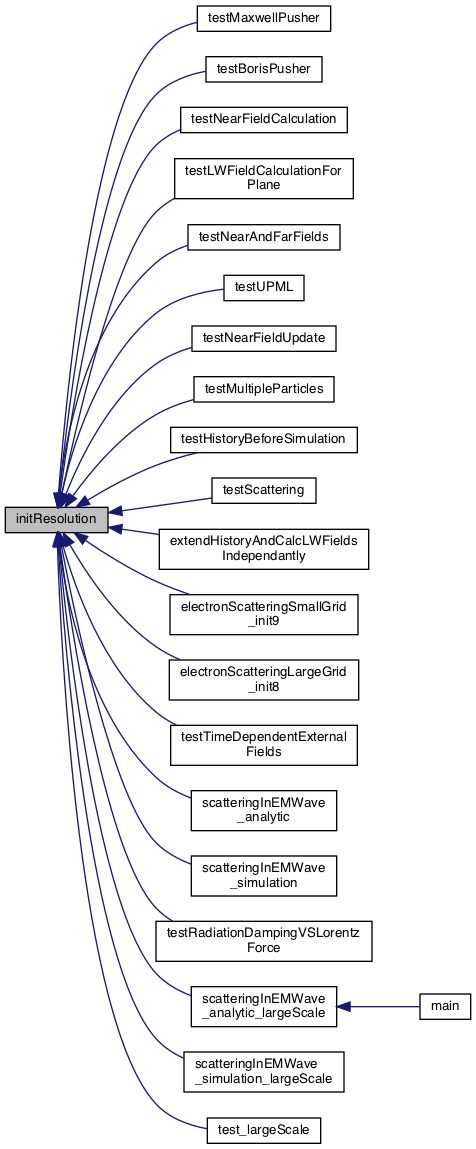 testMaxwellPusher
testBorisPusher
testNearFieldCalculation
testLWFieldCalculationFor
Plane
testNearAndFarFields
testUPML
testNearFieldUpdate
testMultipleParticles
testHistoryBeforeSimulation
testScattering
initResolution
extendHistoryAndCalcLWFields
Independantly
electronScatteringSmallGrid
_init9
electronScatteringLargeGrid
_init8
testTimeDependentExternal
Fields
scatteringInEMWave
_analytic
scatteringInEMWave
_simulation
testRadiationDampingVSLorentz
Force
scatteringInEMWave
_analytic_largeScale
main
scatteringInEMWave
_simulation_largeScale
test_largeScale